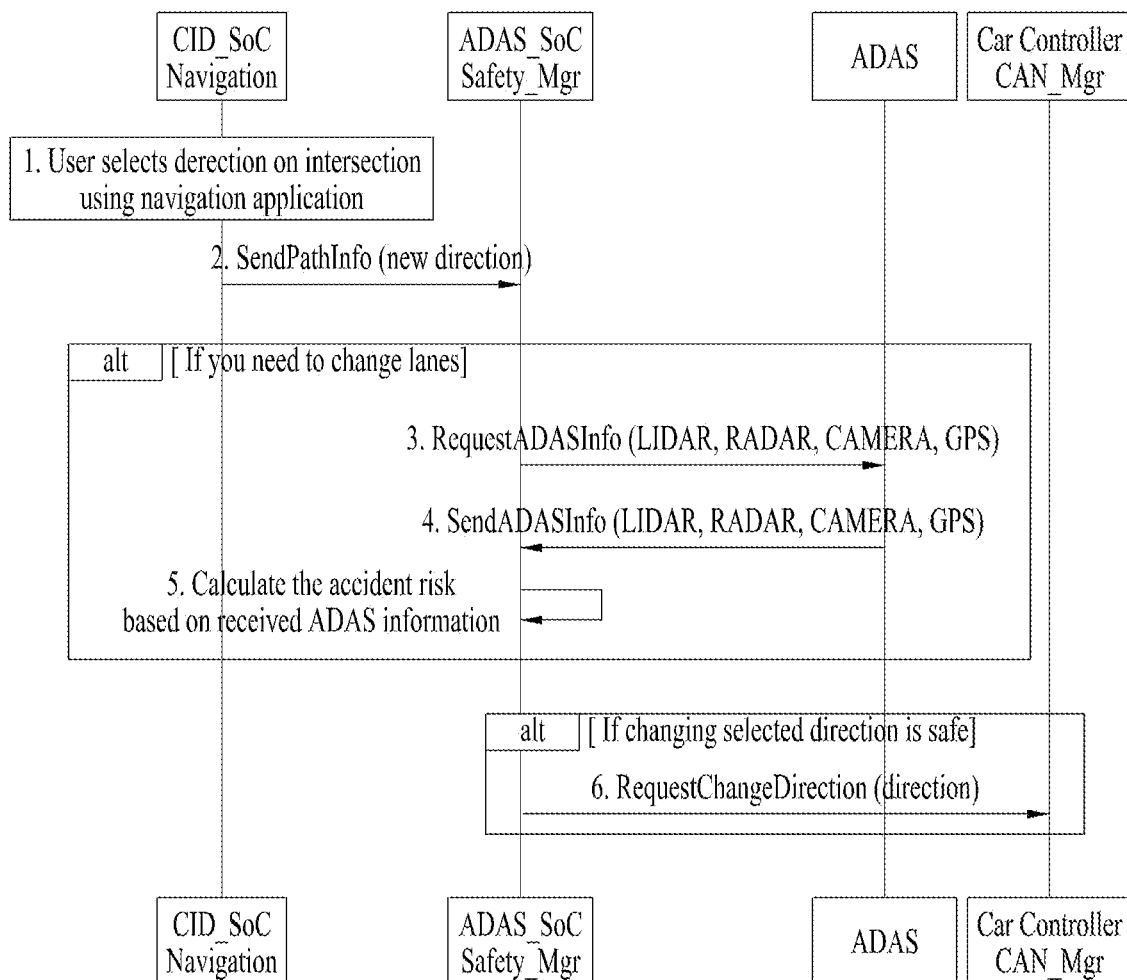 CID_SoC
Navigation
ADAS_SoC
Safety_Mgr
ADAS
Car Controller
CAN_Mgr
1. User selects derection on intersection
using navigation application
2. SendPathInfo (new direction)
alt
[ If you need to change lanes]
3. RequestADASInfo (LIDAR, RADAR, CAMERA, GPS)
4. SendADASInfo (LIDAR, RADAR, CAMERA, GPS)
5. Calculate the accident risk
based on received ADAS information
alt
[ If changing selected direction is safe]
6. RequestChangeDirection (direction)
CID_SoC
Navigation
ADAS_SoC
Safety_Mgr
ADAS
Car Controller
CAN_Mgr